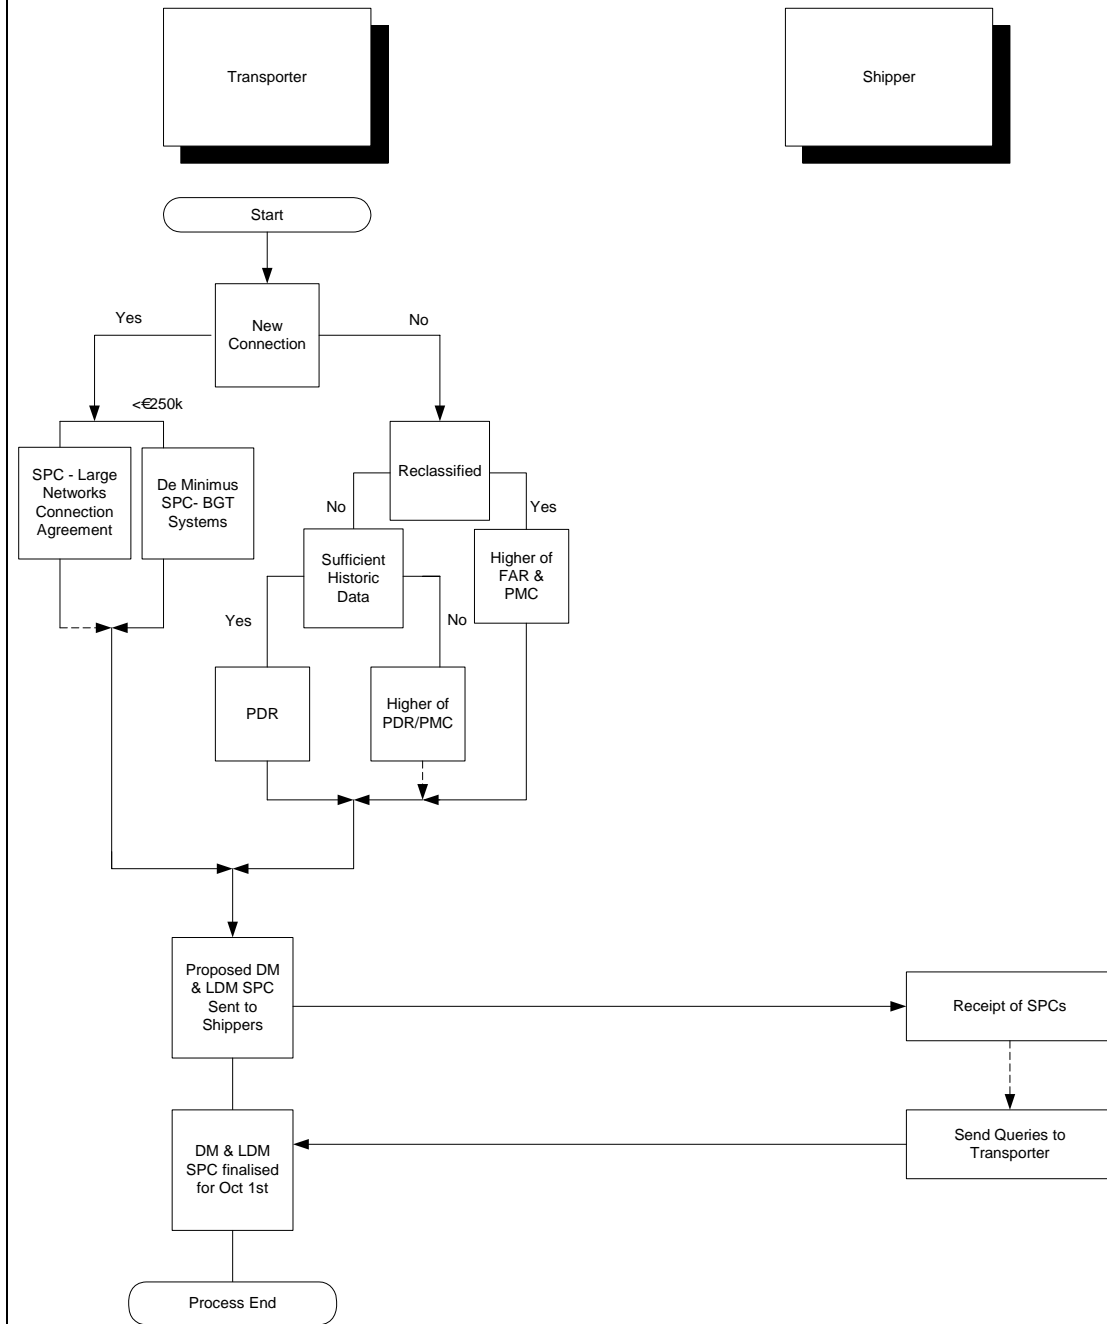 Transporter
Shipper
Start
New
Connection
Yes
No
<€250k
SPC - Large
Networks
Connection
Agreement
De Minimus
SPC- BGT
Systems
Reclassified
No
Yes
Sufficient
Historic
Data
Higher of
FAR &
PMC
Yes
No
PDR
Higher of
PDR/PMC
Proposed DM
& LDM SPC
Sent to
Shippers
Receipt of SPCs
DM & LDM
SPC finalised
for Oct 1st
Send Queries to
Transporter
Process End